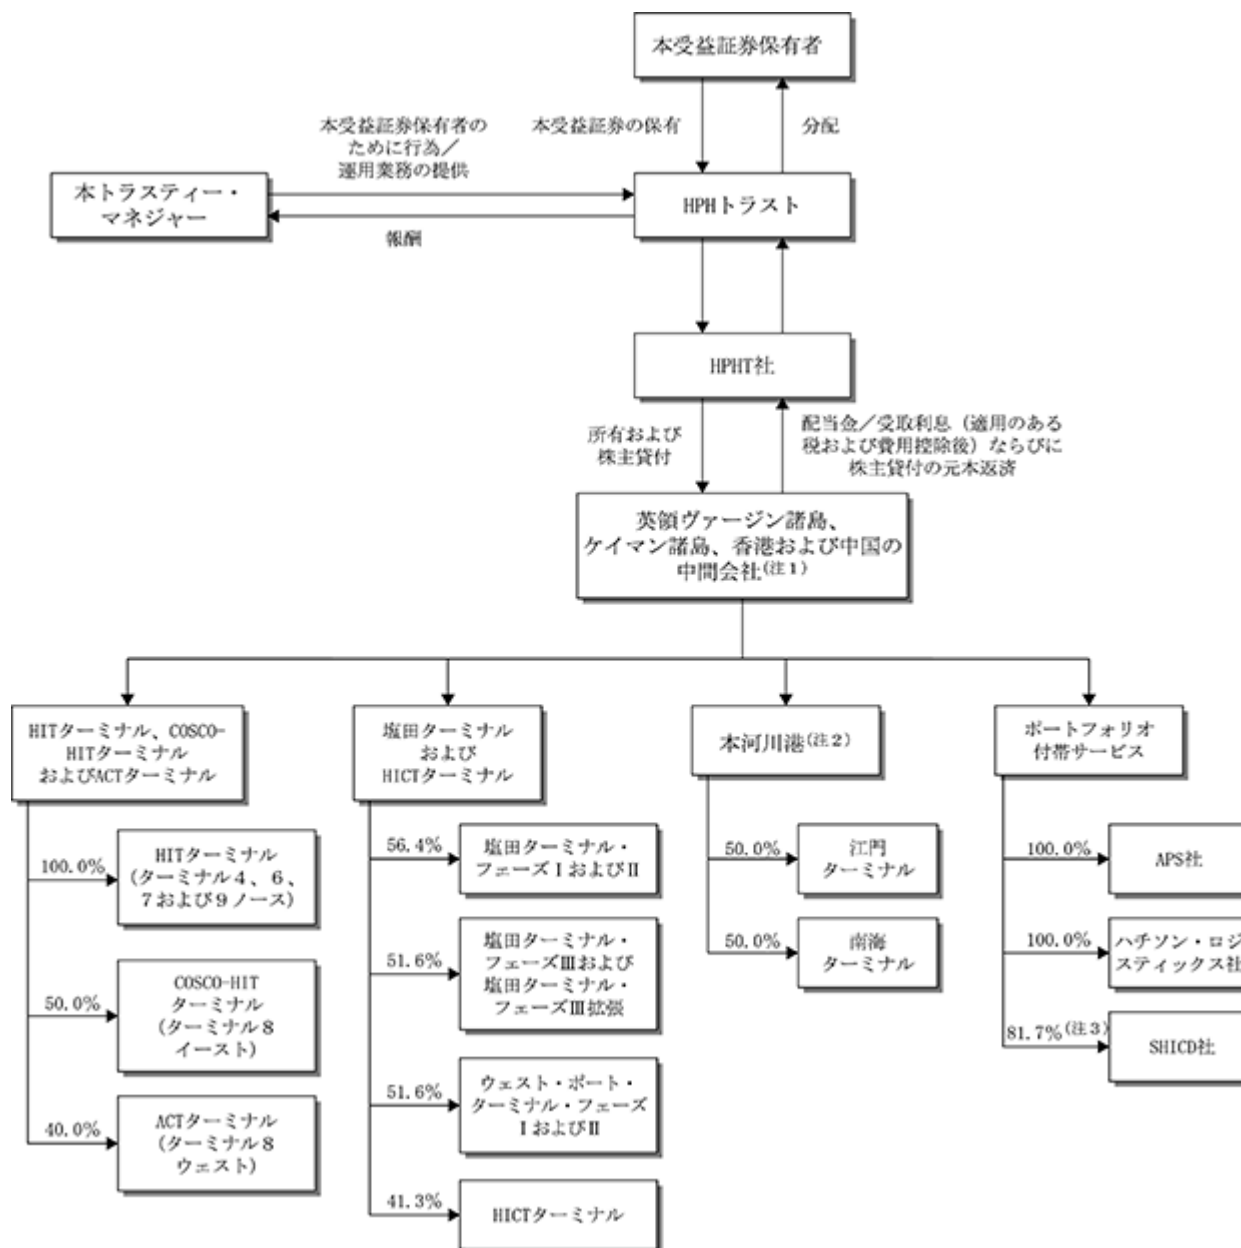 本受益証券保有者
本受益証券保有者の
ために行為／
運用業務の提供
本受益証券の保有
分配
本トラスティー・
マネジャー
HPHトラスト
報酬
HPHT社
所有および
株主貸付
配当金／受取利息（適用のある
税および費用控除後）ならびに
株主貸付の元本返済
英領ヴァージン諸島、
ケイマン諸島、香港および中国の
中間会社(注1)
HITターミナル、COSCO-
HITターミナル
およびACTターミナル
100.0%
HITターミナル
(ターミナル4、6、
7および9ノース)
50.0%
COSCO-HIT
ターミナル
(ターミナル8
イースト)
40.0%
ACTターミナル
(ターミナル8
ウェスト)
塩田ターミナル
および
HICTターミナル
56.4%
塩田ターミナル・
フェーズⅠおよびⅡ
51.6%
塩田ターミナル・
フェーズⅢおよび
塩田ターミナル・
フェーズⅢ拡張
51.6%
ウェスト・ポート・
ターミナル・フェーズ
ⅠおよびⅡ
41.3%
HICTターミナル
本河川港(注2)
50.0%
江門
ターミナル
50.0%
南海
ターミナル
ポートフォリオ
付帯サービス
100.0%
APS社
100.0%
ハチソン・ロジ
スティックス社
81.7%(注3)
SHICD社